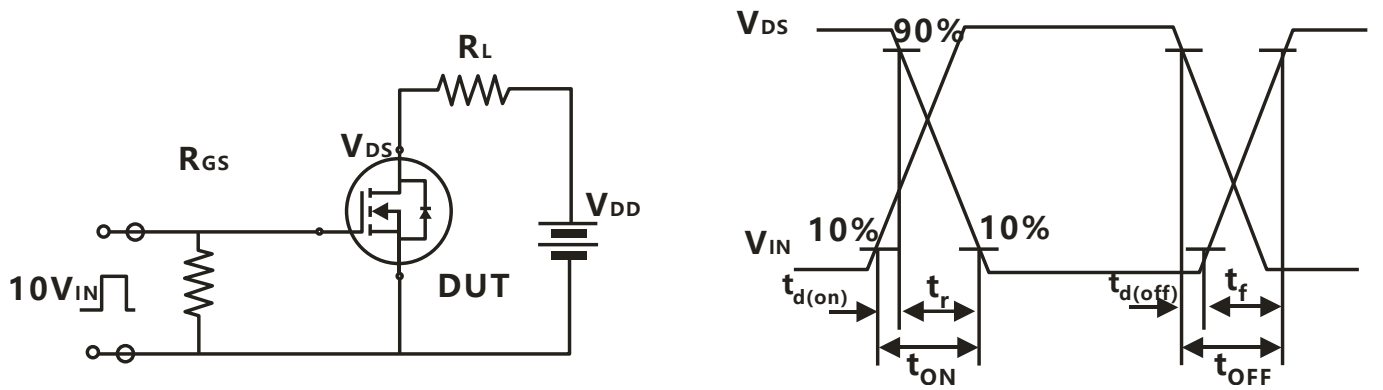 RL
VDS
RGS
VDD
10VIN
DUT
VDS
90%
VIN
10%
10%
td(on)
tr
td(off)
tf
tON
tOFF